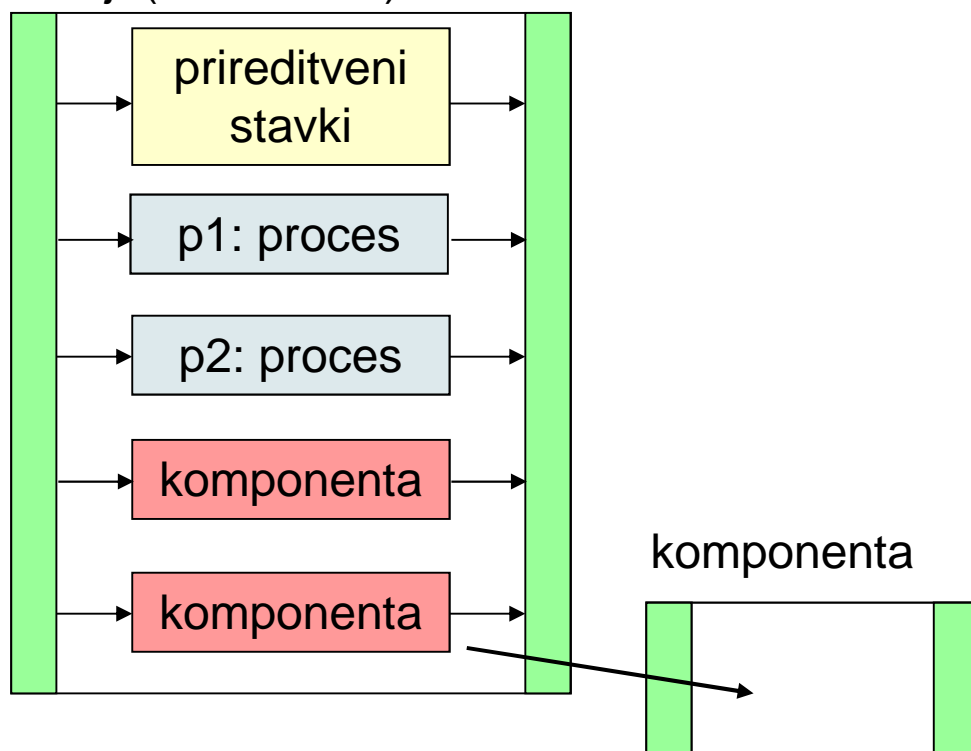 prireditveni
stavki
p1: proces
p2: proces
komponenta
komponenta
komponenta